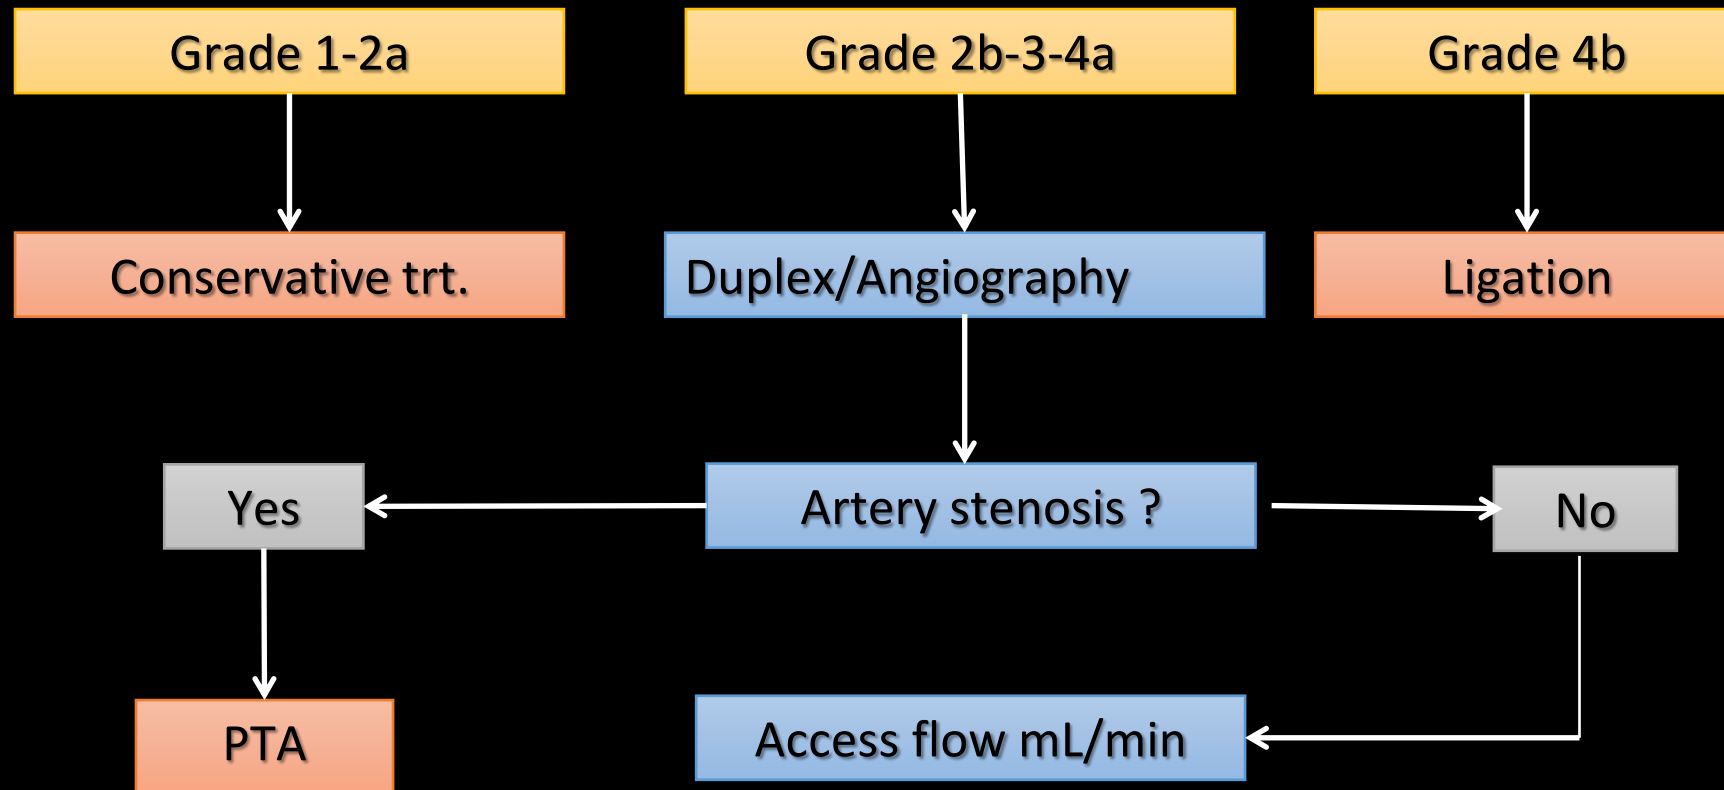 Grade 1-2a
Grade 2b-3-4a
Grade 4b
Conservative trt.
Duplex/Angiography
Ligation
Yes
Artery stenosis ?
No
PTA
Access flow mL/min